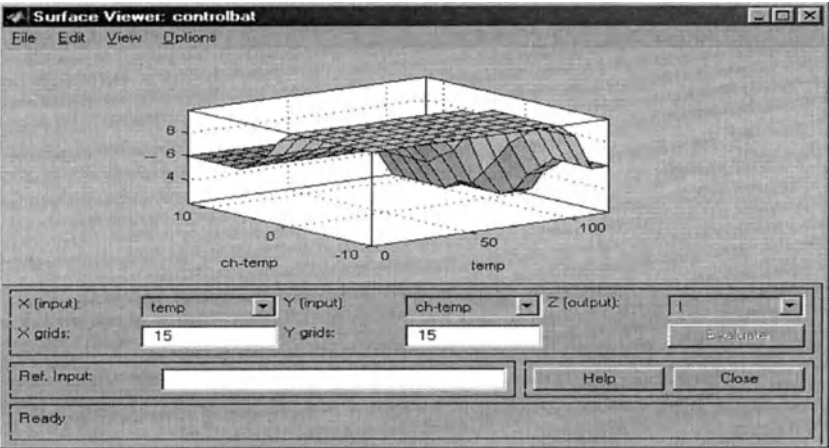 Surface Viewer: controlbat
File Edit View Options
8
6
4
I
10
0
-10
ch-temp
0
50
100
temp
X (input): temp Y (input): ch-temp Z (output): I
X grids: 15 Y grids: 15 Evaluate
Ref. Input: Help Close
Ready